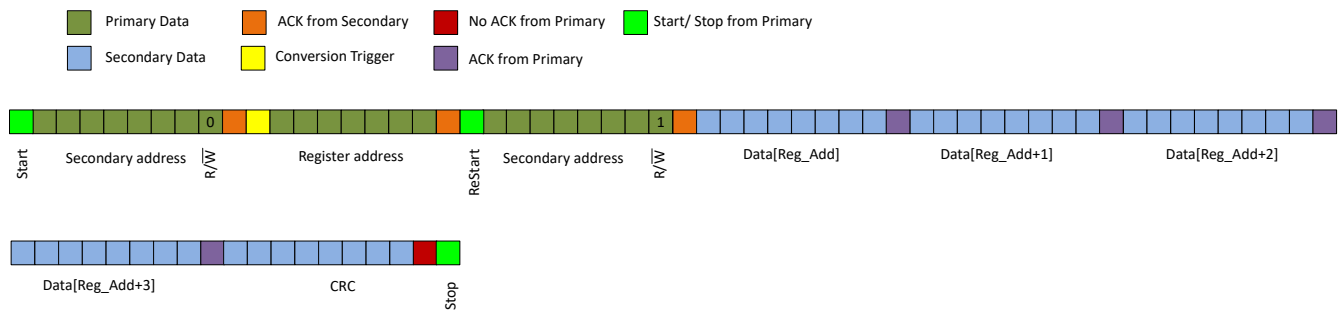 Primary Data
ACK from Secondary
No ACK from Primary
Start/ Stop from Primary
Secondary Data
Conversion Trigger
ACK from Primary
0
1
Start
Secondary address
R/W
Register address
ReStart
Secondary address
R/W
Data[Reg_Add]
Data[Reg_Add+1]
Data[Reg_Add+2]
Data[Reg_Add+3]
CRC
Stop